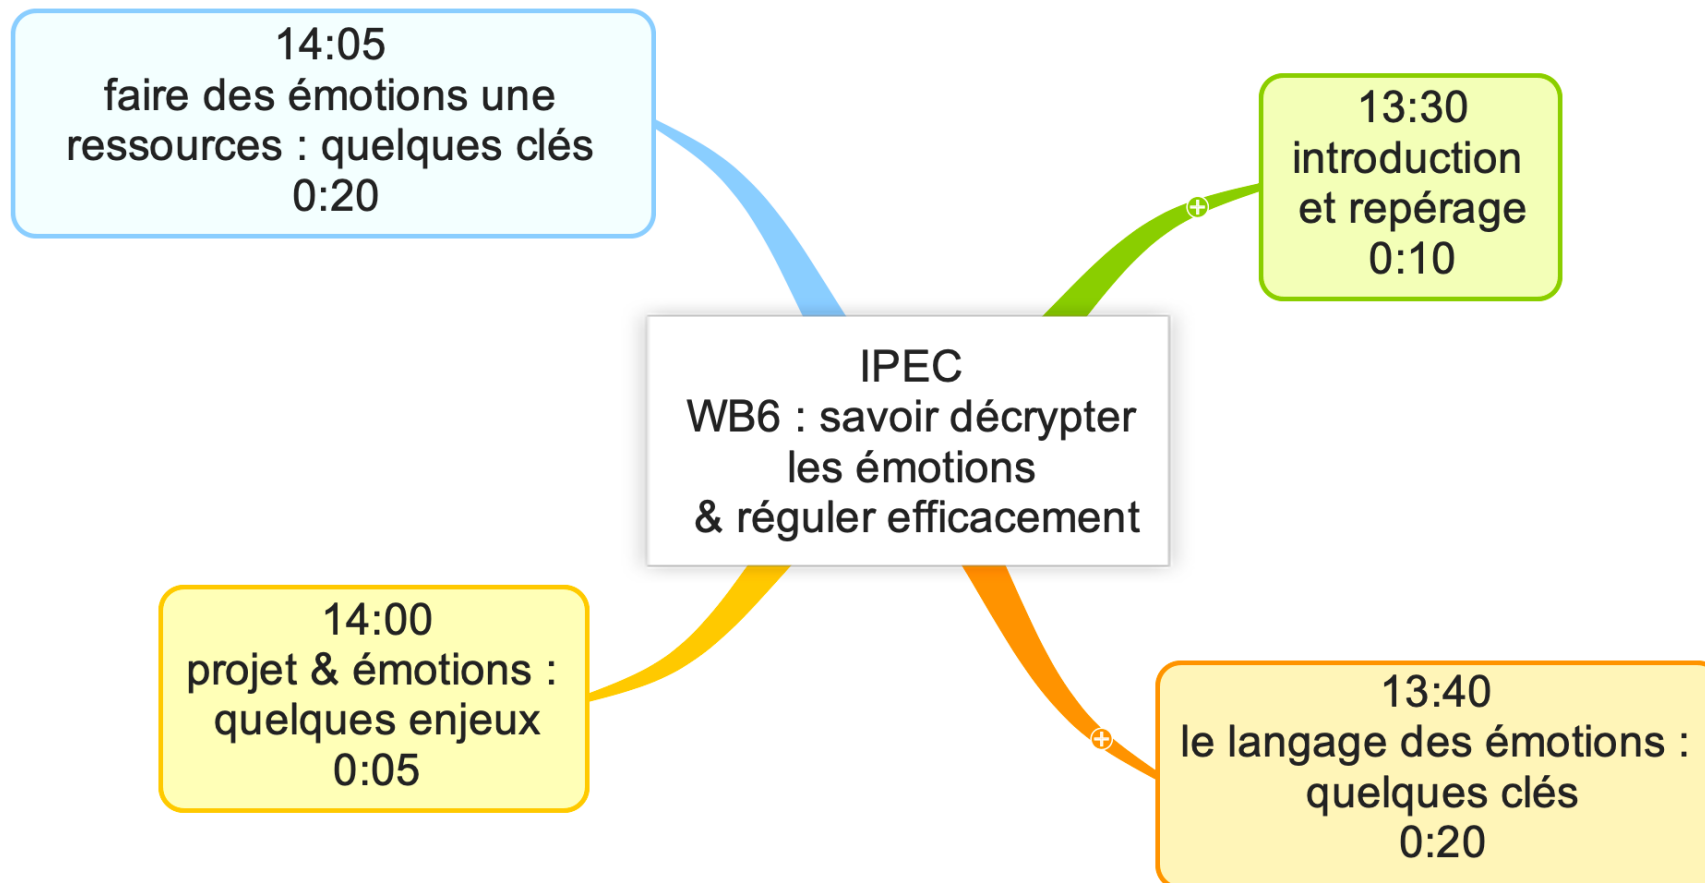 14:05
faire des émotions une
ressources : quelques clés
0:20
13:30
introduction
et repérage
0:10
IPEC
WB6 : savoir décrypter
les émotions
& réguler efficacement
14:00
projet & émotions :
quelques enjeux
0:05
13:40
le langage des émotions :
quelques clés
0:20